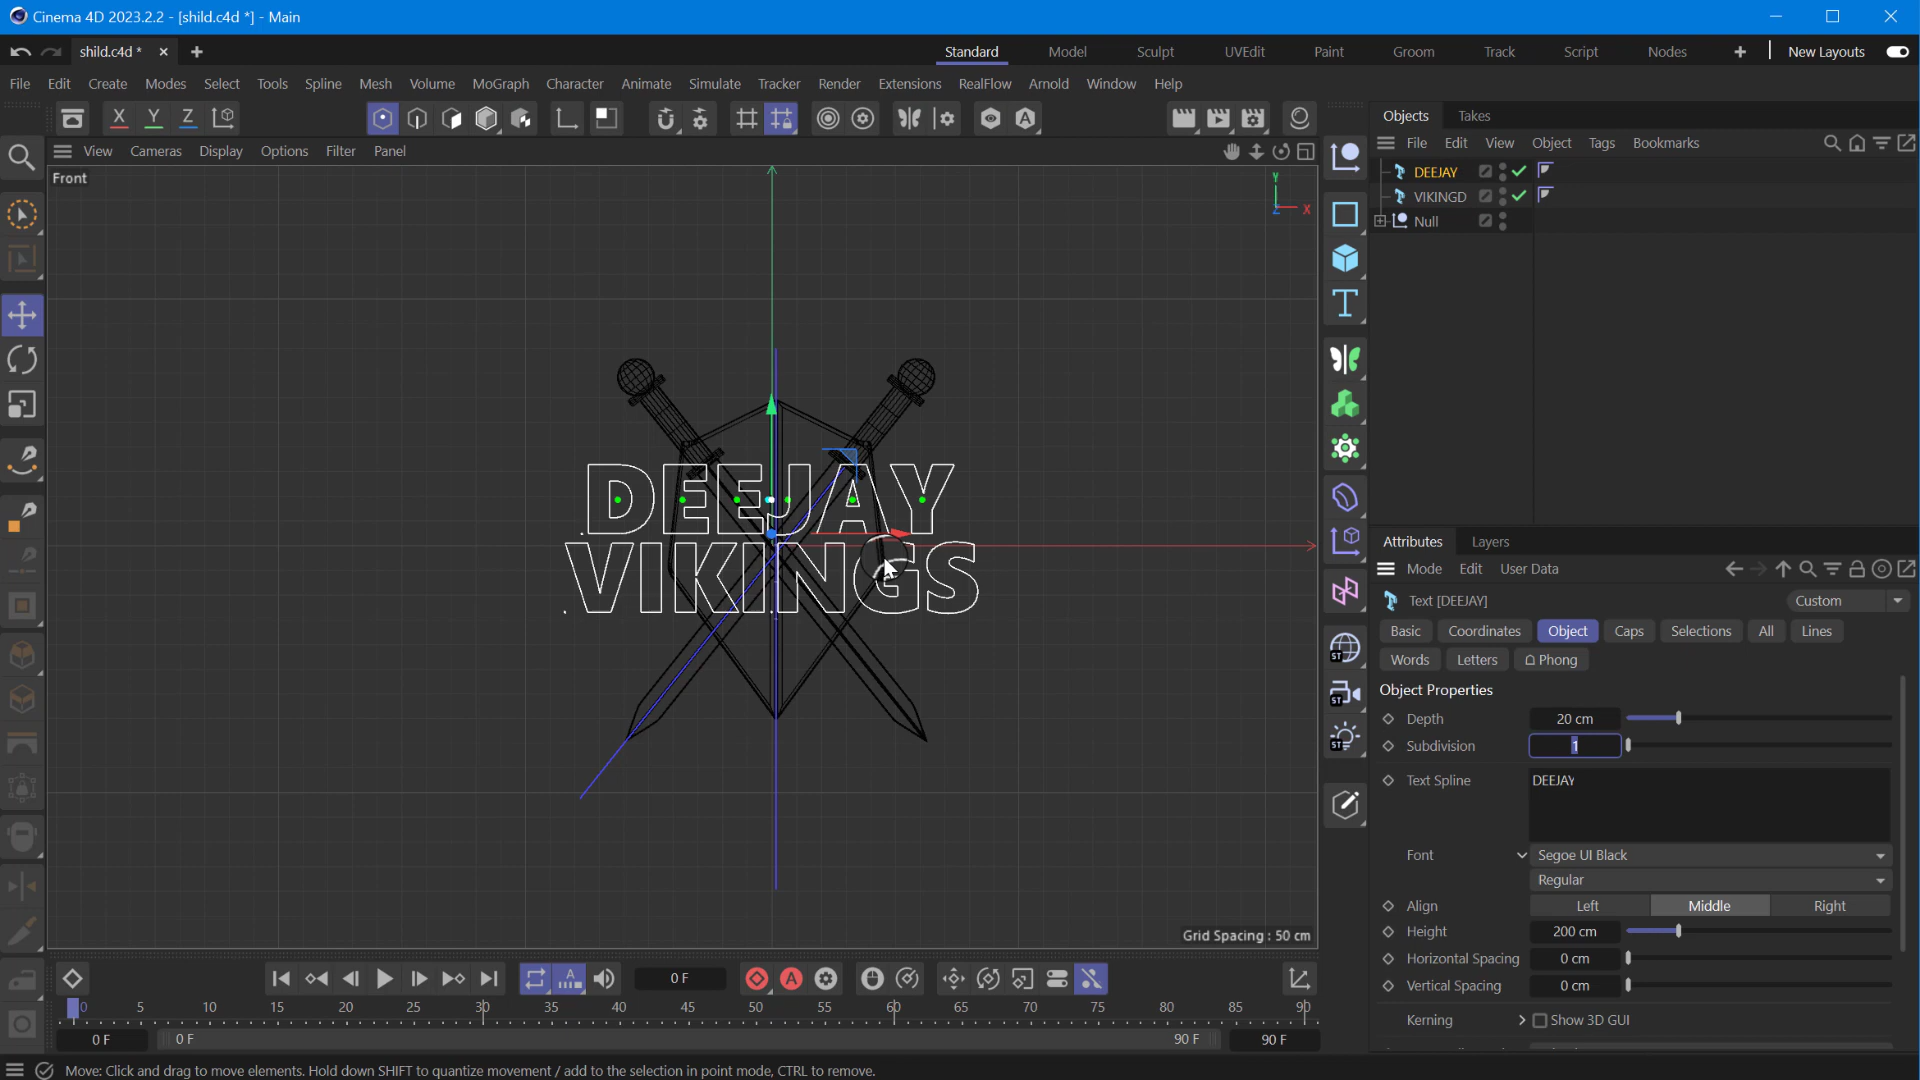 Cinema 4D 2023.2.2 - [shild.c4d *] - Main
shild.c4d *
Standard Model Sculpt UVEdit Paint Groom Track Script Nodes New Layouts
File Edit Create Modes Select Tools Spline Mesh Volume MoGraph Character Animate Simulate Tracker Render Extensions RealFlow Arnold Window Help
X Y Z
Objects Takes
File Edit View Object Tags Bookmarks
View Cameras Display Options Filter Panel
Front
Y
X
Z
DEEJAY
VIKINGD
Null
DEEJAY
VIKINGS
Grid Spacing : 50 cm
ST
ST
ST
Attributes Layers
Mode Edit User Data
Text [DEEJAY]
Custom
Basic Coordinates Object Caps Selections All Lines
Words Letters Phong
Object Properties
Depth 20 cm
Subdivision 1
Text Spline DEEJAY
Font Segoe UI Black
Regular
Align Left Middle Right
Height 200 cm
Horizontal Spacing 0 cm
Vertical Spacing 0 cm
Kerning Show 3D GUI
0 F
0 5 10 15 20 25 30 35 40 45 50 55 60 65 70 75 80 85 90
0 F 0 F 90 F 90 F
Move: Click and drag to move elements. Hold down SHIFT to quantize movement / add to the selection in point mode, CTRL to remove.